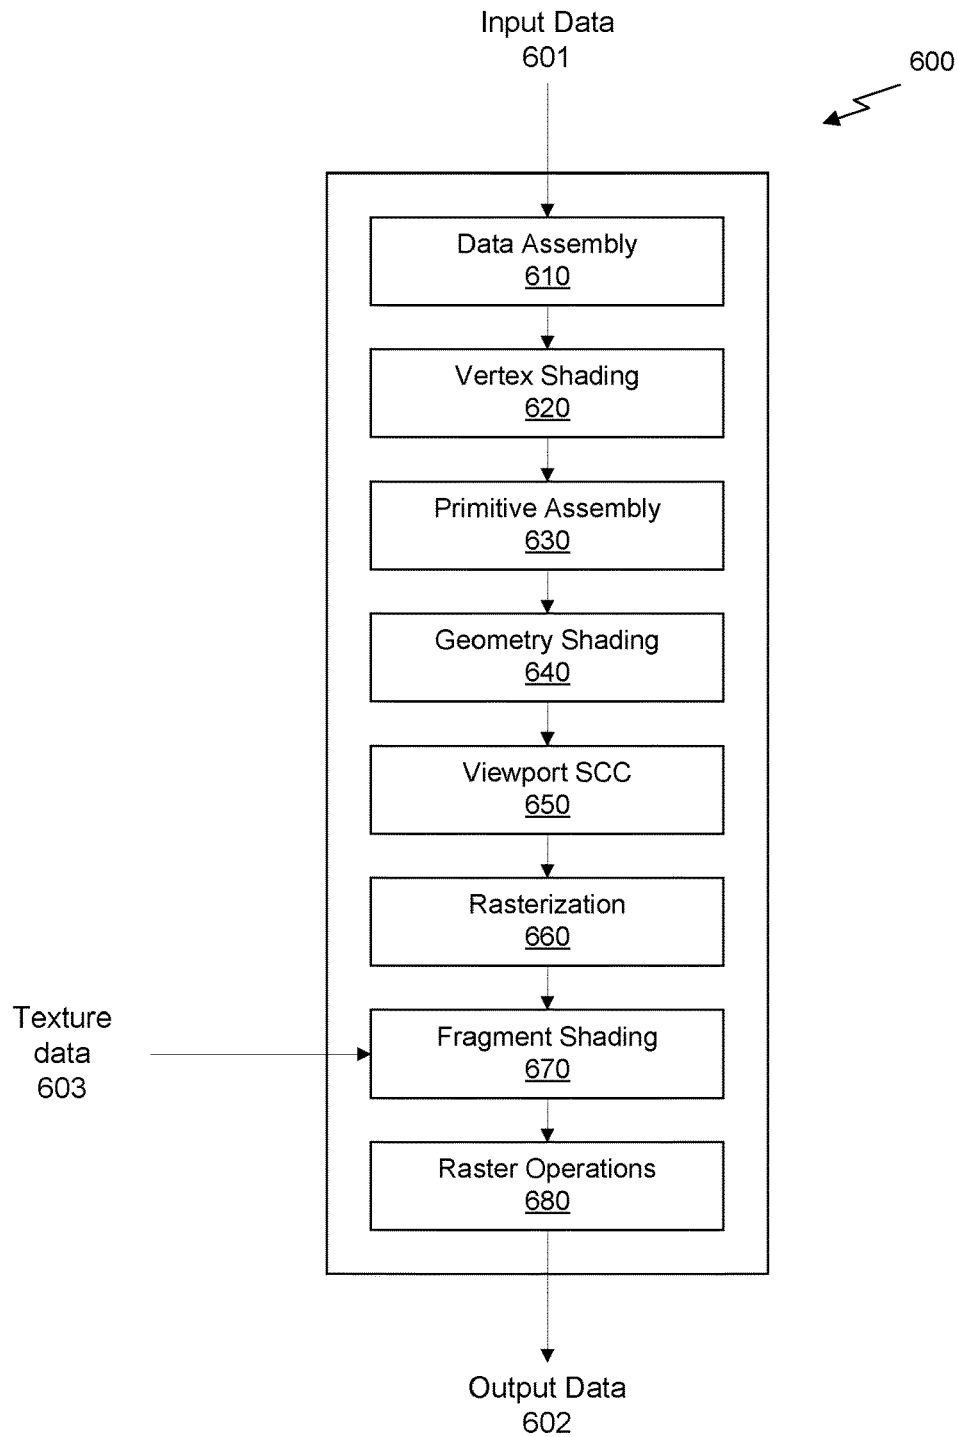 Input Data
601
600
Data Assembly
610
Vertex Shading
620
Primitive Assembly
630
Geometry Shading
640
Viewport SCC
650
Rasterization
660
Texture
data
603
Fragment Shading
670
Raster Operations
680
Output Data
602